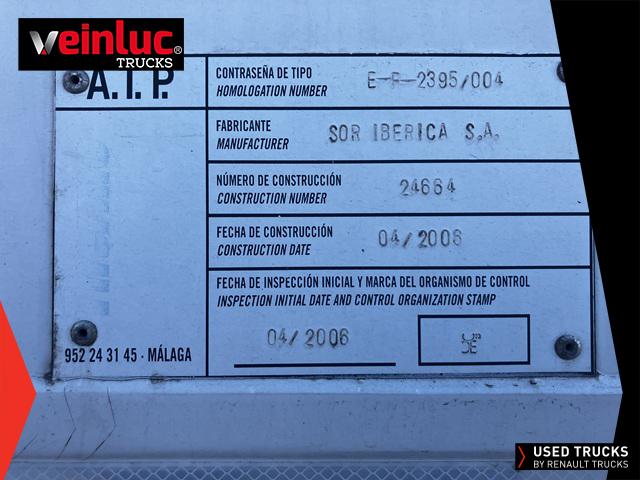 weinluc®
TRUCKS
A.T.P.
CONTRASEÑA DE TIPO
HOMOLOGATION NUMBER
E-F-2395/004
FABRICANTE
MANUFACTURER
SOR IBERICA S.A.
NÚMERO DE CONSTRUCCIÓN
CONSTRUCTION NUMBER
24664
FECHA DE CONSTRUCCIÓN
CONSTRUCTION DATE
04/2006
FECHA DE INSPECCIÓN INICIAL Y MARCA DEL ORGANISMO DE CONTROL
INSPECTION INITIAL DATE AND CONTROL ORGANIZATION STAMP
04/2006
952 24 31 45 - MÁLAGA
USED TRUCKS
BY RENAULT TRUCKS